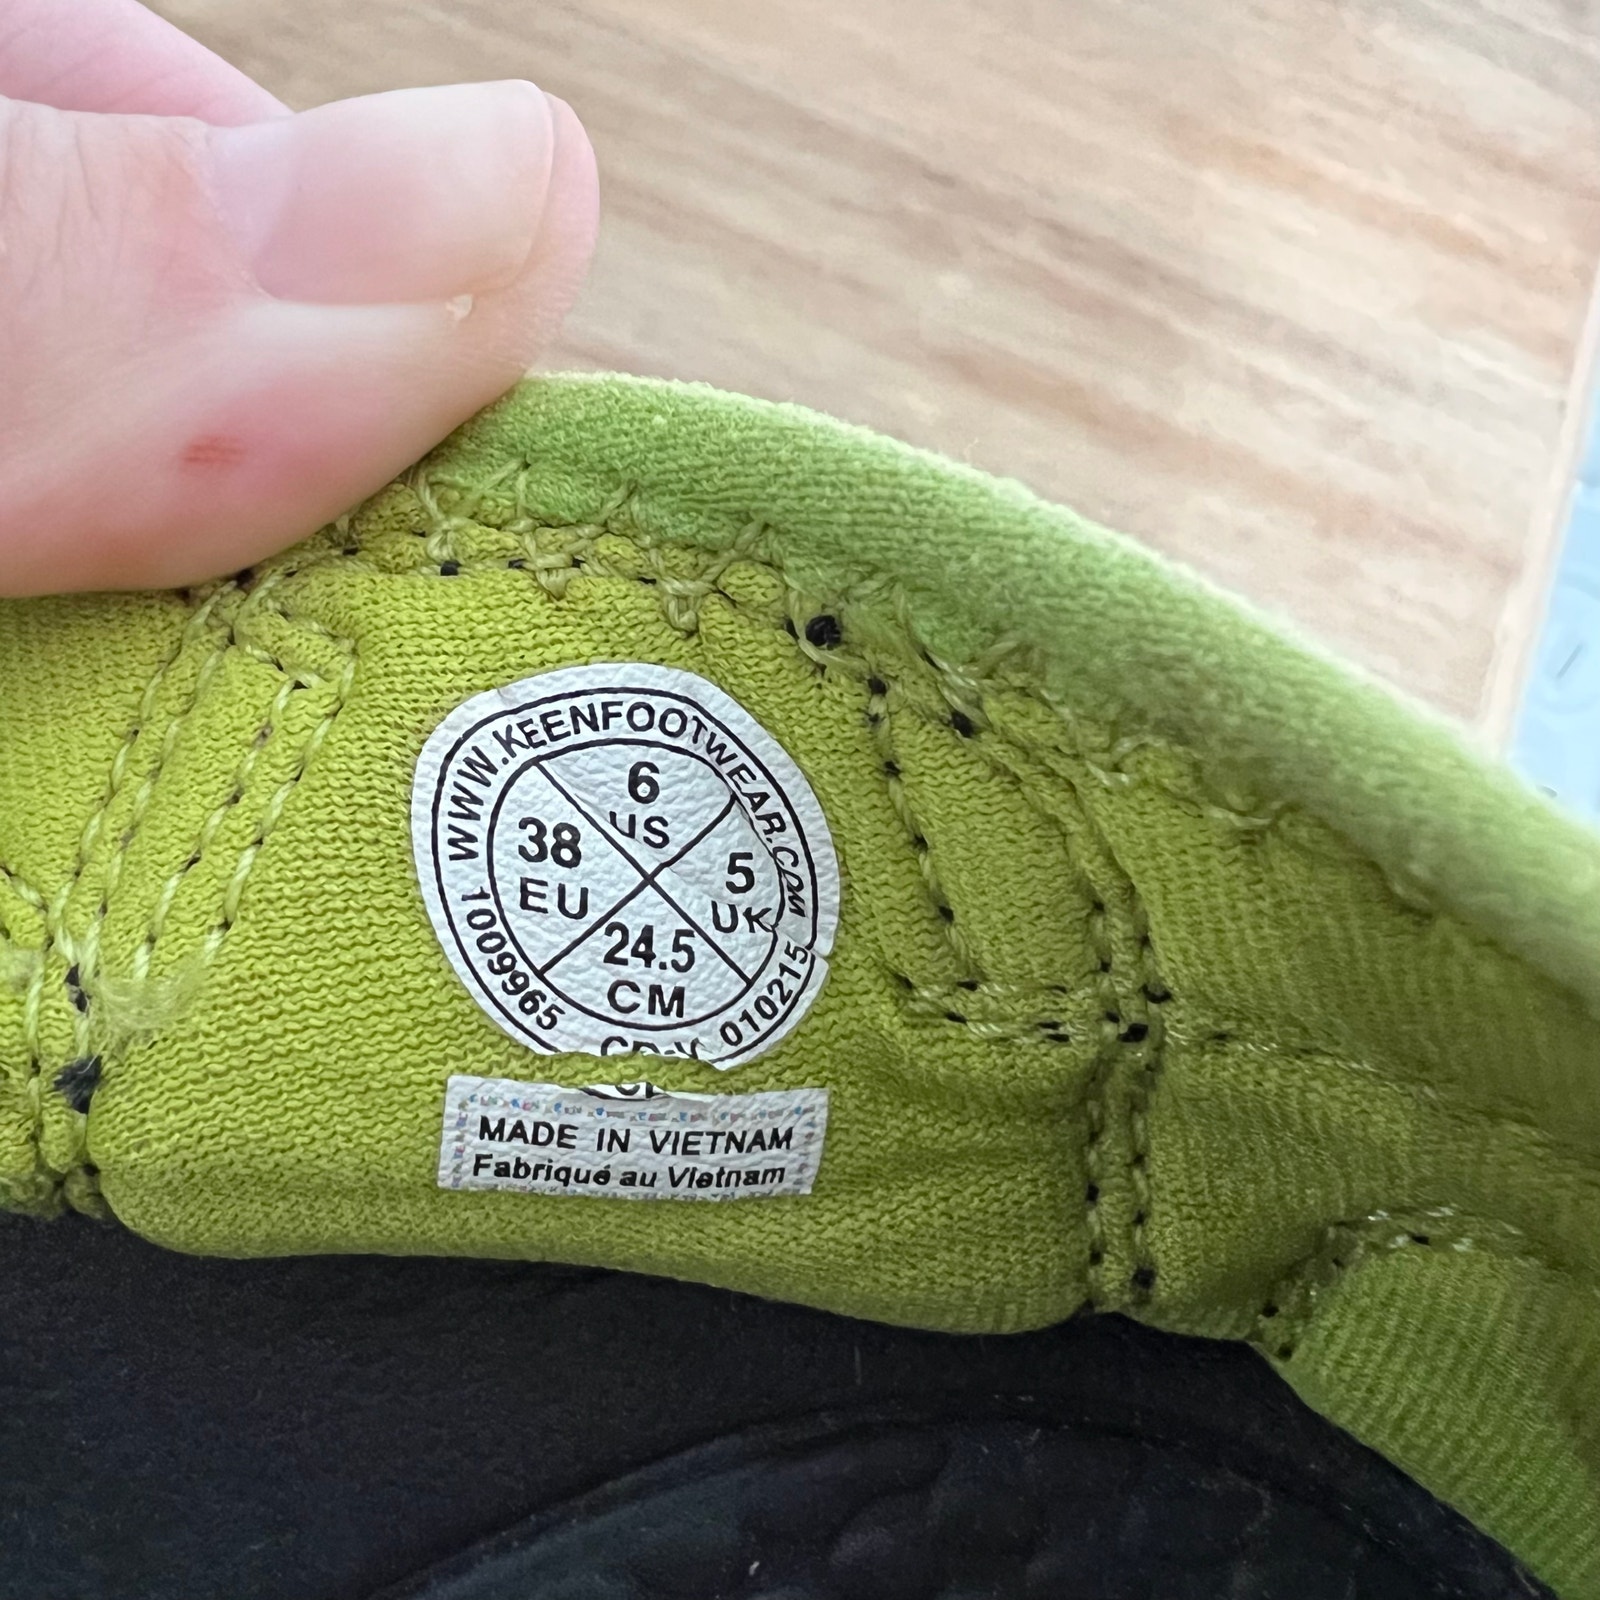 WWW.KEENFOOTWEAR.COM
6
US
38
EU
5
UK
24.5
CM
1009965
010215
MADE IN VIETNAM
Fabriqué au Vietnam